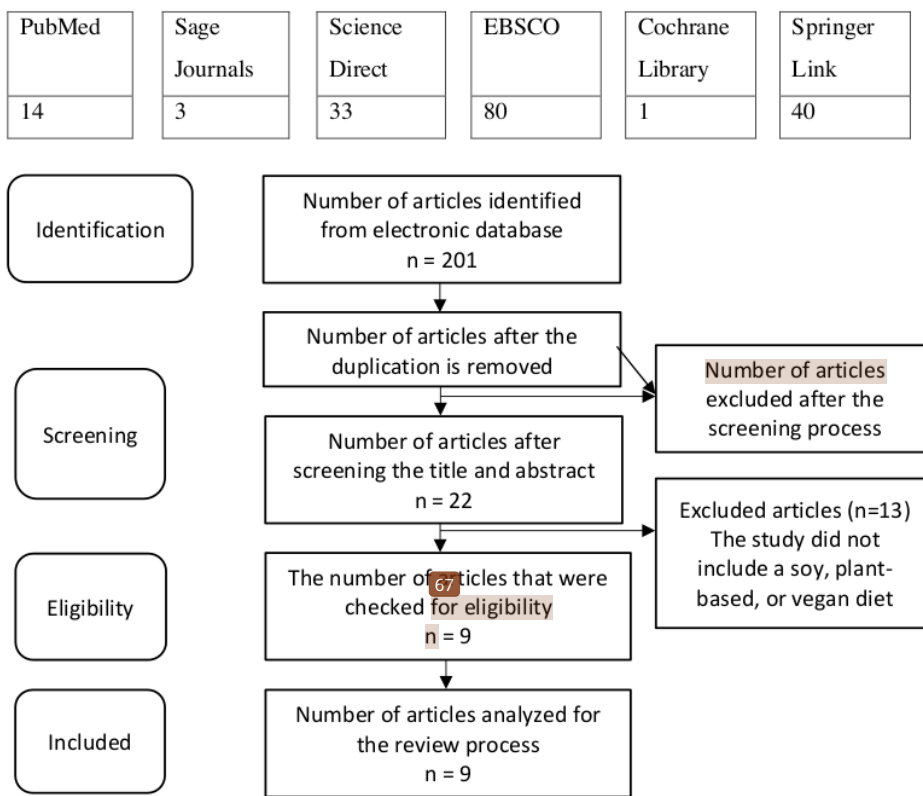 PubMed
Sage
Journals
Science
Direct
EBSCO
Cochrane
Library
Springer
Link
14
3
33
80
1
40
Identification
Number of articles identified
from electronic database
n = 201
Number of articles after the
duplication is removed
Number of articles
excluded after the
screening process
Screening
Number of articles after
screening the title and abstract
n = 22
Excluded articles (n=13)
The study did not
include a soy, plant-
based, or vegan diet
Eligibility
The number of articles that were
67
checked for eligibility
n = 9
Included
Number of articles analyzed for
the review process
n = 9